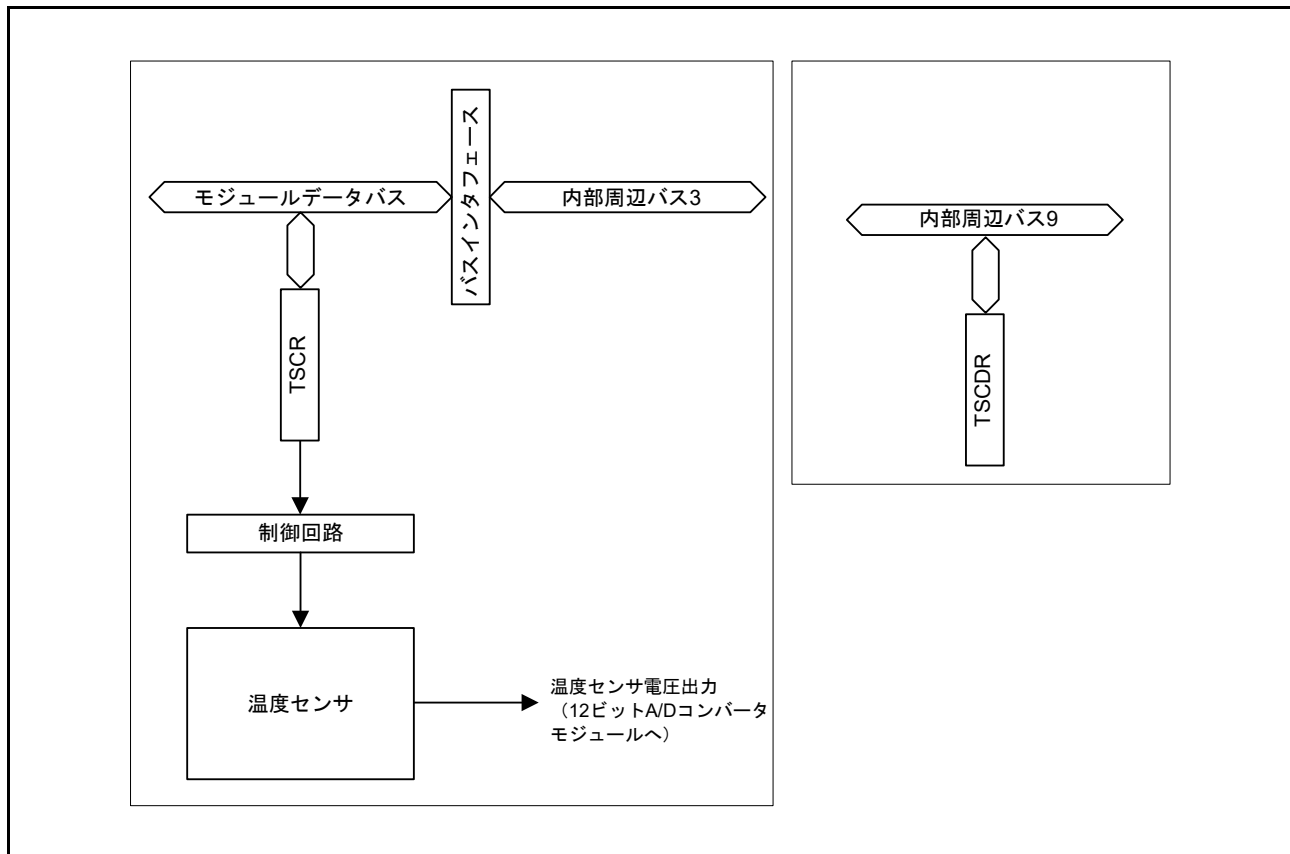 バスインタフェース
モジュールデータバス
内部周辺バス3
TSCR
制御回路
温度センサ
温度センサ電圧出力
（12ビットA/Dコンバータ
モジュールへ）
内部周辺バス9
TSCDR